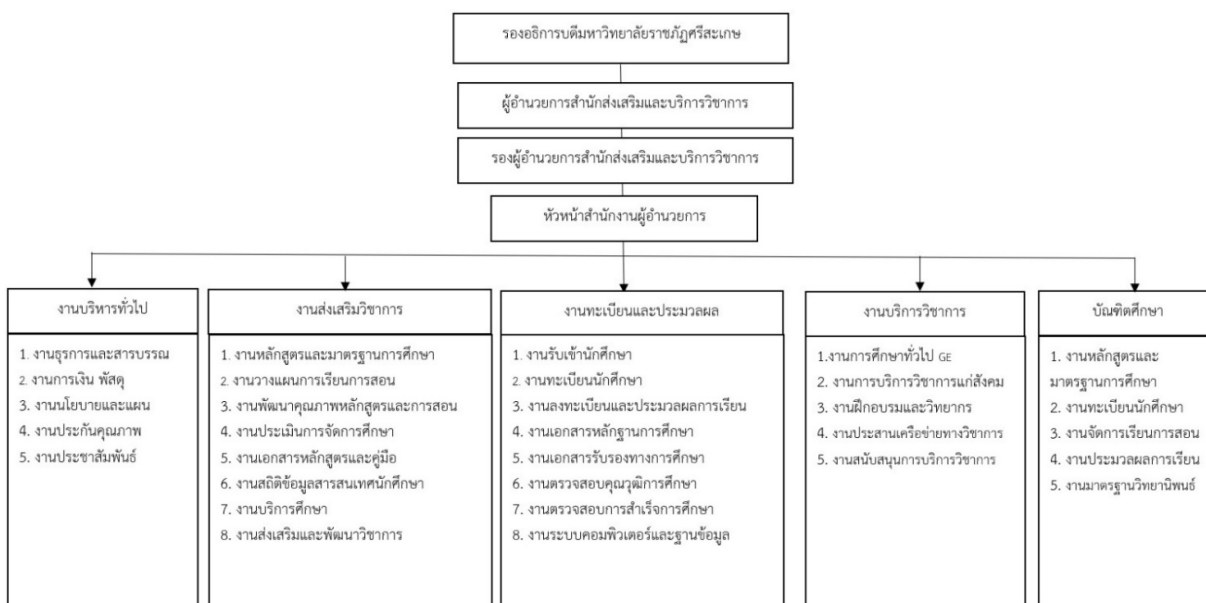 รองอธิการบดีมหาวิทยาลัยราชภัฏศรีสะเกษ
ผู้อำนวยการสำนักส่งเสริมและบริการวิชาการ
รองผู้อำนวยการสำนักส่งเสริมและบริการวิชาการ
หัวหน้าสำนักงานผู้อำนวยการ
งานบริหารทั่วไป
1. งานธุรการและสารบรรณ
2. งานการเงิน พัสดุ
3. งานนโยบายและแผน
4. งานประกันคุณภาพ
5. งานประชาสัมพันธ์
งานส่งเสริมวิชาการ
1. งานหลักสูตรและมาตรฐานการศึกษา
2. งานวางแผนการเรียนการสอน
3. งานพัฒนาคุณภาพหลักสูตรและการสอน
4. งานประเมินการจัดการศึกษา
5. งานเอกสารหลักสูตรและคู่มือ
6. งานสถิติข้อมูลสารสนเทศนักศึกษา
7. งานบริการศึกษา
8. งานส่งเสริมและพัฒนาวิชาการ
งานทะเบียนและประมวลผล
1. งานรับเข้านักศึกษา
2. งานทะเบียนนักศึกษา
3. งานลงทะเบียนและประมวลผลการเรียน
4. งานเอกสารหลักฐานการศึกษา
5. งานเอกสารรับรองทางการศึกษา
6. งานตรวจสอบคุณวุฒิการศึกษา
7. งานตรวจสอบการสำเร็จการศึกษา
8. งานระบบคอมพิวเตอร์และฐานข้อมูล
งานบริการวิชาการ
1.งานการศึกษาทั่วไป GE
2. งานการบริการวิชาการแก่สังคม
3. งานฝึกอบรมและวิทยากร
4. งานประสานเครือข่ายทางวิชาการ
5. งานสนับสนุนการบริการวิชาการ
บัณฑิตศึกษา
1. งานหลักสูตรและ
มาตรฐานการศึกษา
2. งานทะเบียนนักศึกษา
3. งานจัดการเรียนการสอน
4. งานประมวลผลการเรียน
5. งานมาตรฐานวิทยานิพนธ์